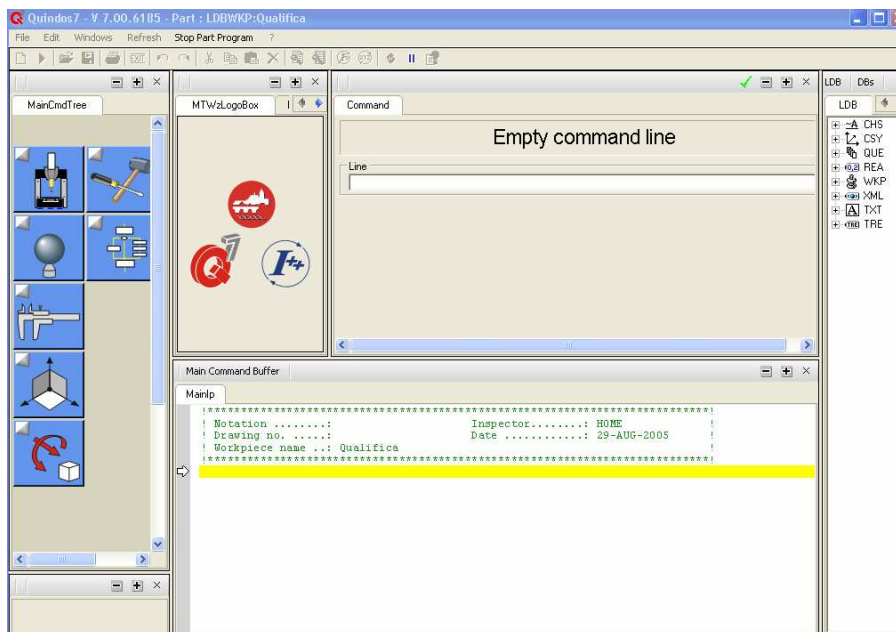 Quindos7 - V 7.00.6185 - Part : LDBWKP:Qualifica
File Edit Windows Refresh Stop Part Program ?
EXIT
MainCmdTree
MTWzLogoBox
Command
Empty command line
Line
LDB DBs
LDB
CHS
CSY
QUE
REA
WKP
XML
TXT
TRE
Q7
I++
Main Command Buffer
MainIp
!***************************************************************************!
! Notation ........: Inspector........: HOME !
! Drawing no. .....: Date ............: 29-AUG-2005 !
! Workpiece name ..: Qualifica !
!***************************************************************************!